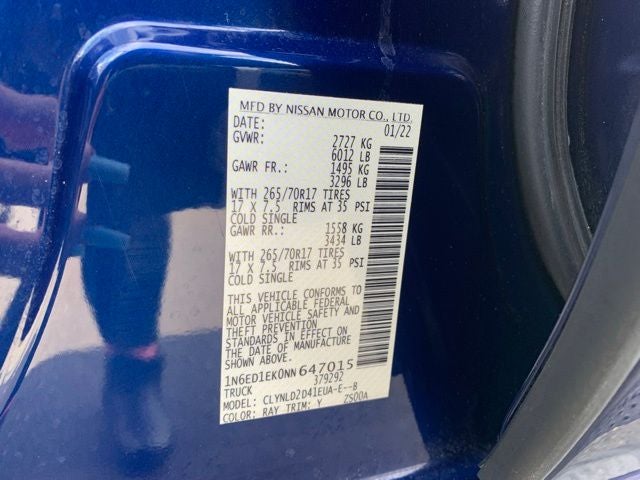 MFD BY NISSAN MOTOR CO., LTD.
DATE: 01/22
GVWR: 2727 KG
6012 LB
GAWR FR.: 1495 KG
3296 LB
WITH 265/70R17 TIRES
17 X 7.5 RIMS AT 35 PSI
COLD SINGLE
GAWR RR.: 1558 KG
3434 LB
WITH 265/70R17 TIRES
17 X 7.5 RIMS AT 35 PSI
COLD SINGLE
THIS VEHICLE CONFORMS TO
ALL APPLICABLE FEDERAL
MOTOR VEHICLE SAFETY AND
THEFT PREVENTION
STANDARDS IN EFFECT ON
THE DATE OF MANUFACTURE
SHOWN ABOVE.
1N6ED1EK0NN647015
TRUCK 379292
MODEL: CLYNLD2D41EUA-E--B
COLOR: RAY TRIM: Y ZS00A